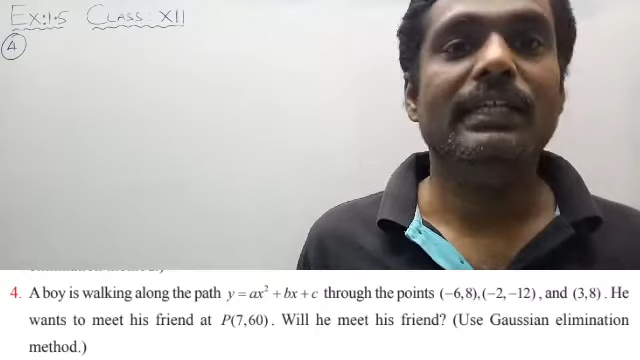 Ex:1.5 Class: XII
4
4. A boy is walking along the path y = ax² + bx + c through the points (−6,8),(−2,−12), and (3,8). He
wants to meet his friend at P(7,60). Will he meet his friend? (Use Gaussian elimination
method.)